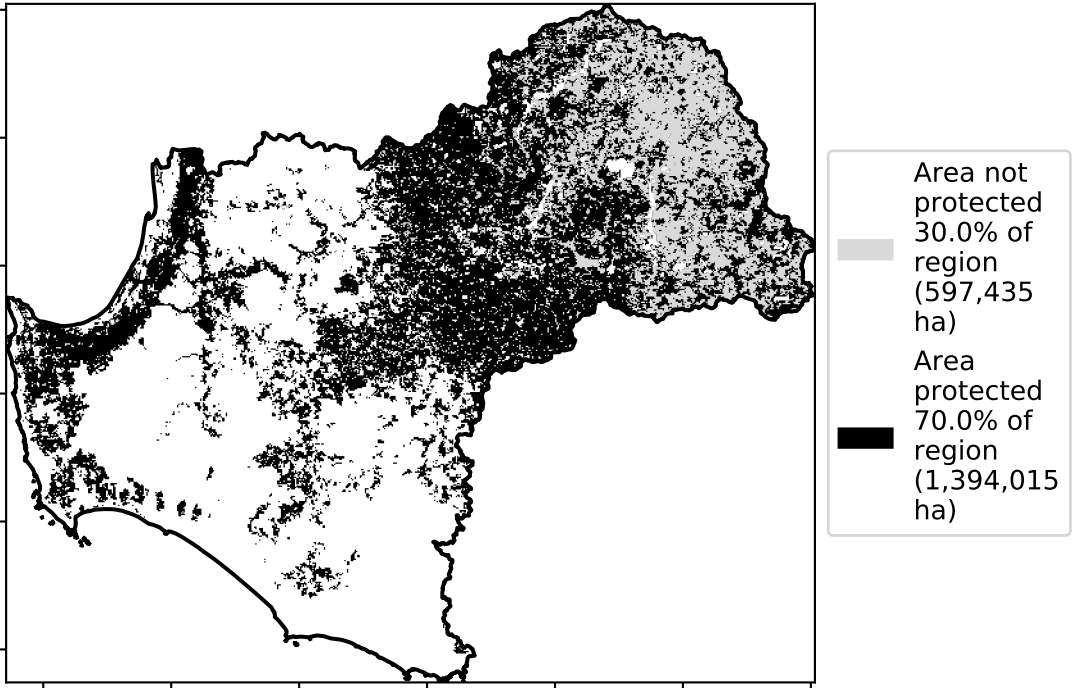 Area not
protected
30.0% of
region
(597,435
ha)
Area
protected
70.0% of
region
(1,394,015
ha)